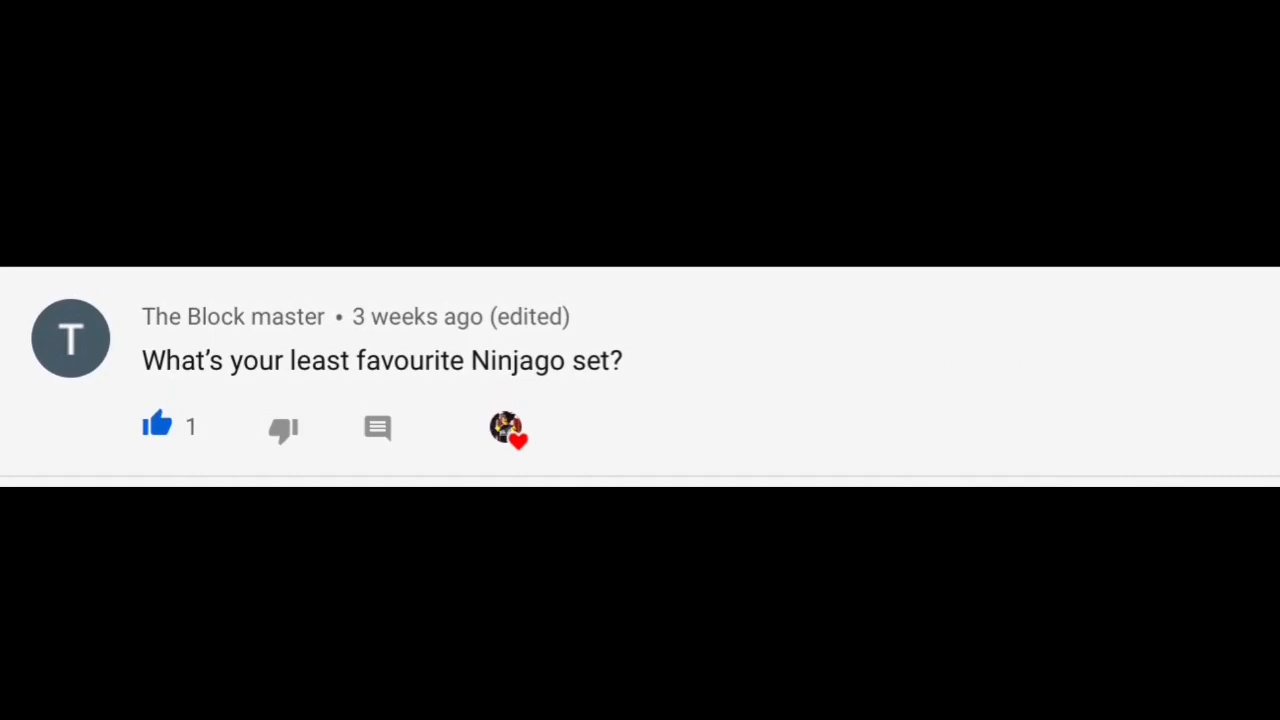 T
The Block master • 3 weeks ago (edited)
What’s your least favourite Ninjago set?
1